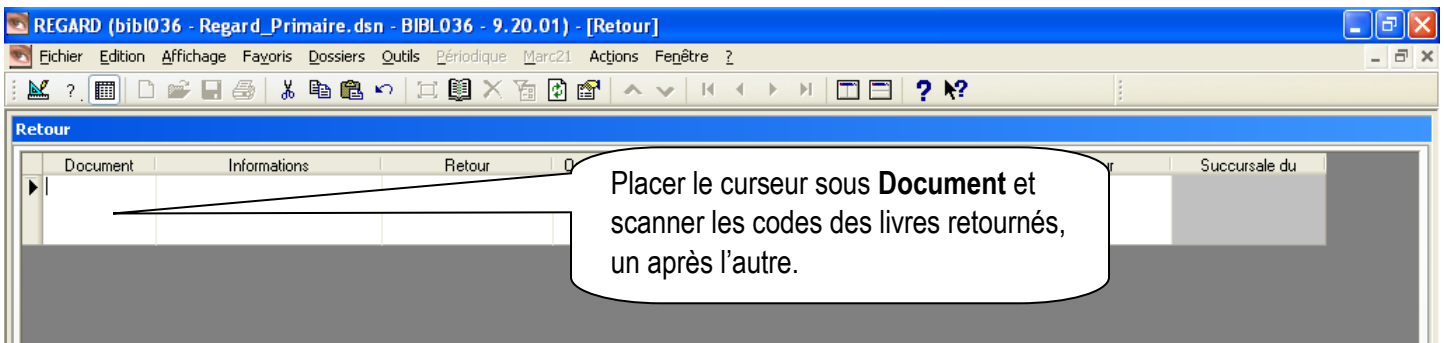 REGARD (bibl036 - Regard_Primaire.dsn - BIBL036 - 9.20.01) - [Retour]
Fichier Edition Affichage Favoris Dossiers Outils Périodique Marc21 Actions Fenêtre ?
Retour
Document Informations Retour Succursale du
Placer le curseur sous Document et
scanner les codes des livres retournés,
un après l’autre.